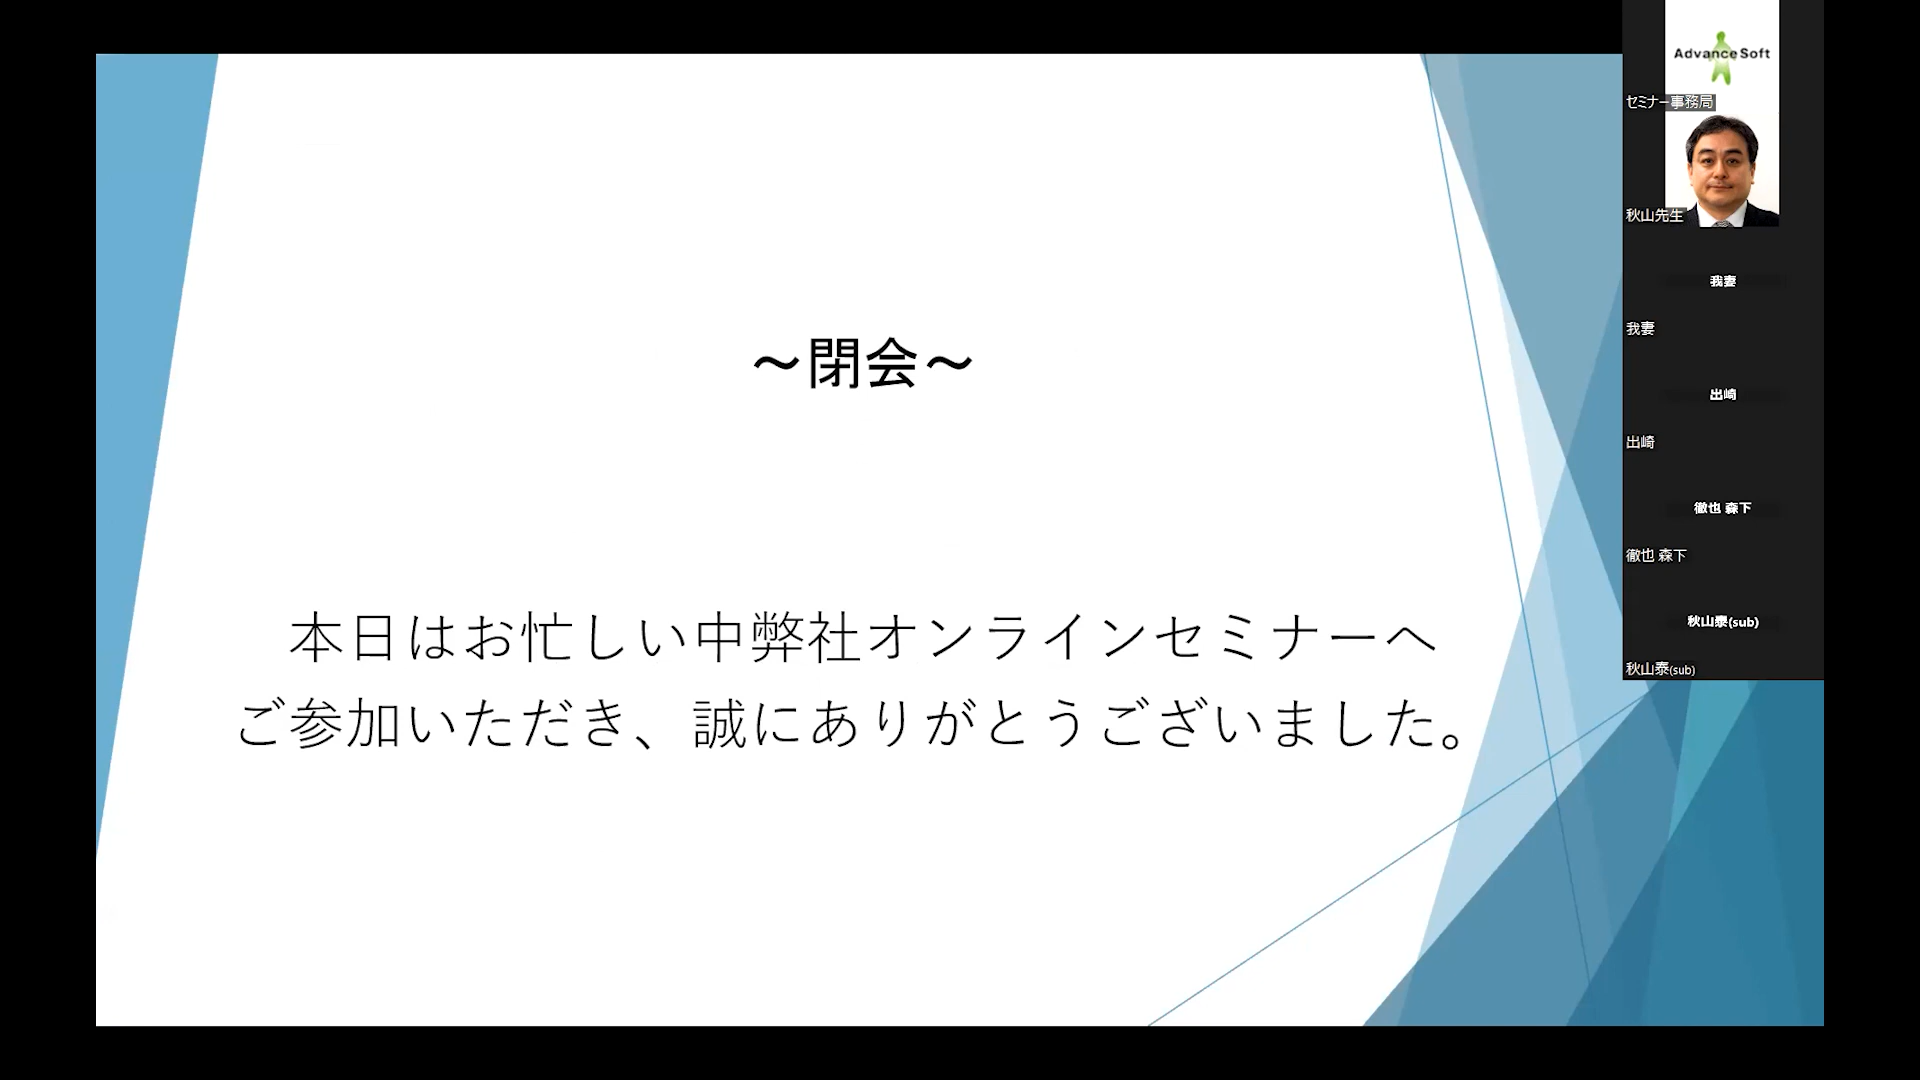 ～閉会～
本日はお忙しい中弊社オンラインセミナーへ
ご参加いただき、誠にありがとうございました。
AdvanceSoft
セミナー事務局
秋山先生
我妻
我妻
出崎
出崎
徹也 森下
徹也 森下
秋山泰(sub)
秋山泰(sub)